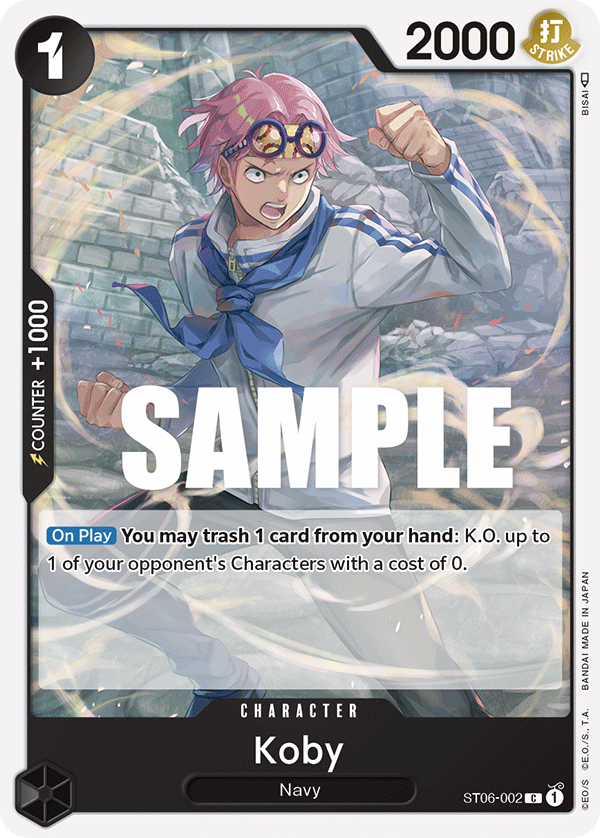 1
2000
打
STRIKE
BISAI
COUNTER +1000
SAMPLE
On Play You may trash 1 card from your hand: K.O. up to
1 of your opponent's Characters with a cost of 0.
CHARACTER
Koby
Navy
ST06-002 C 1
©E.O/S ©E.O./S., T.A. BANDAI MADE IN JAPAN